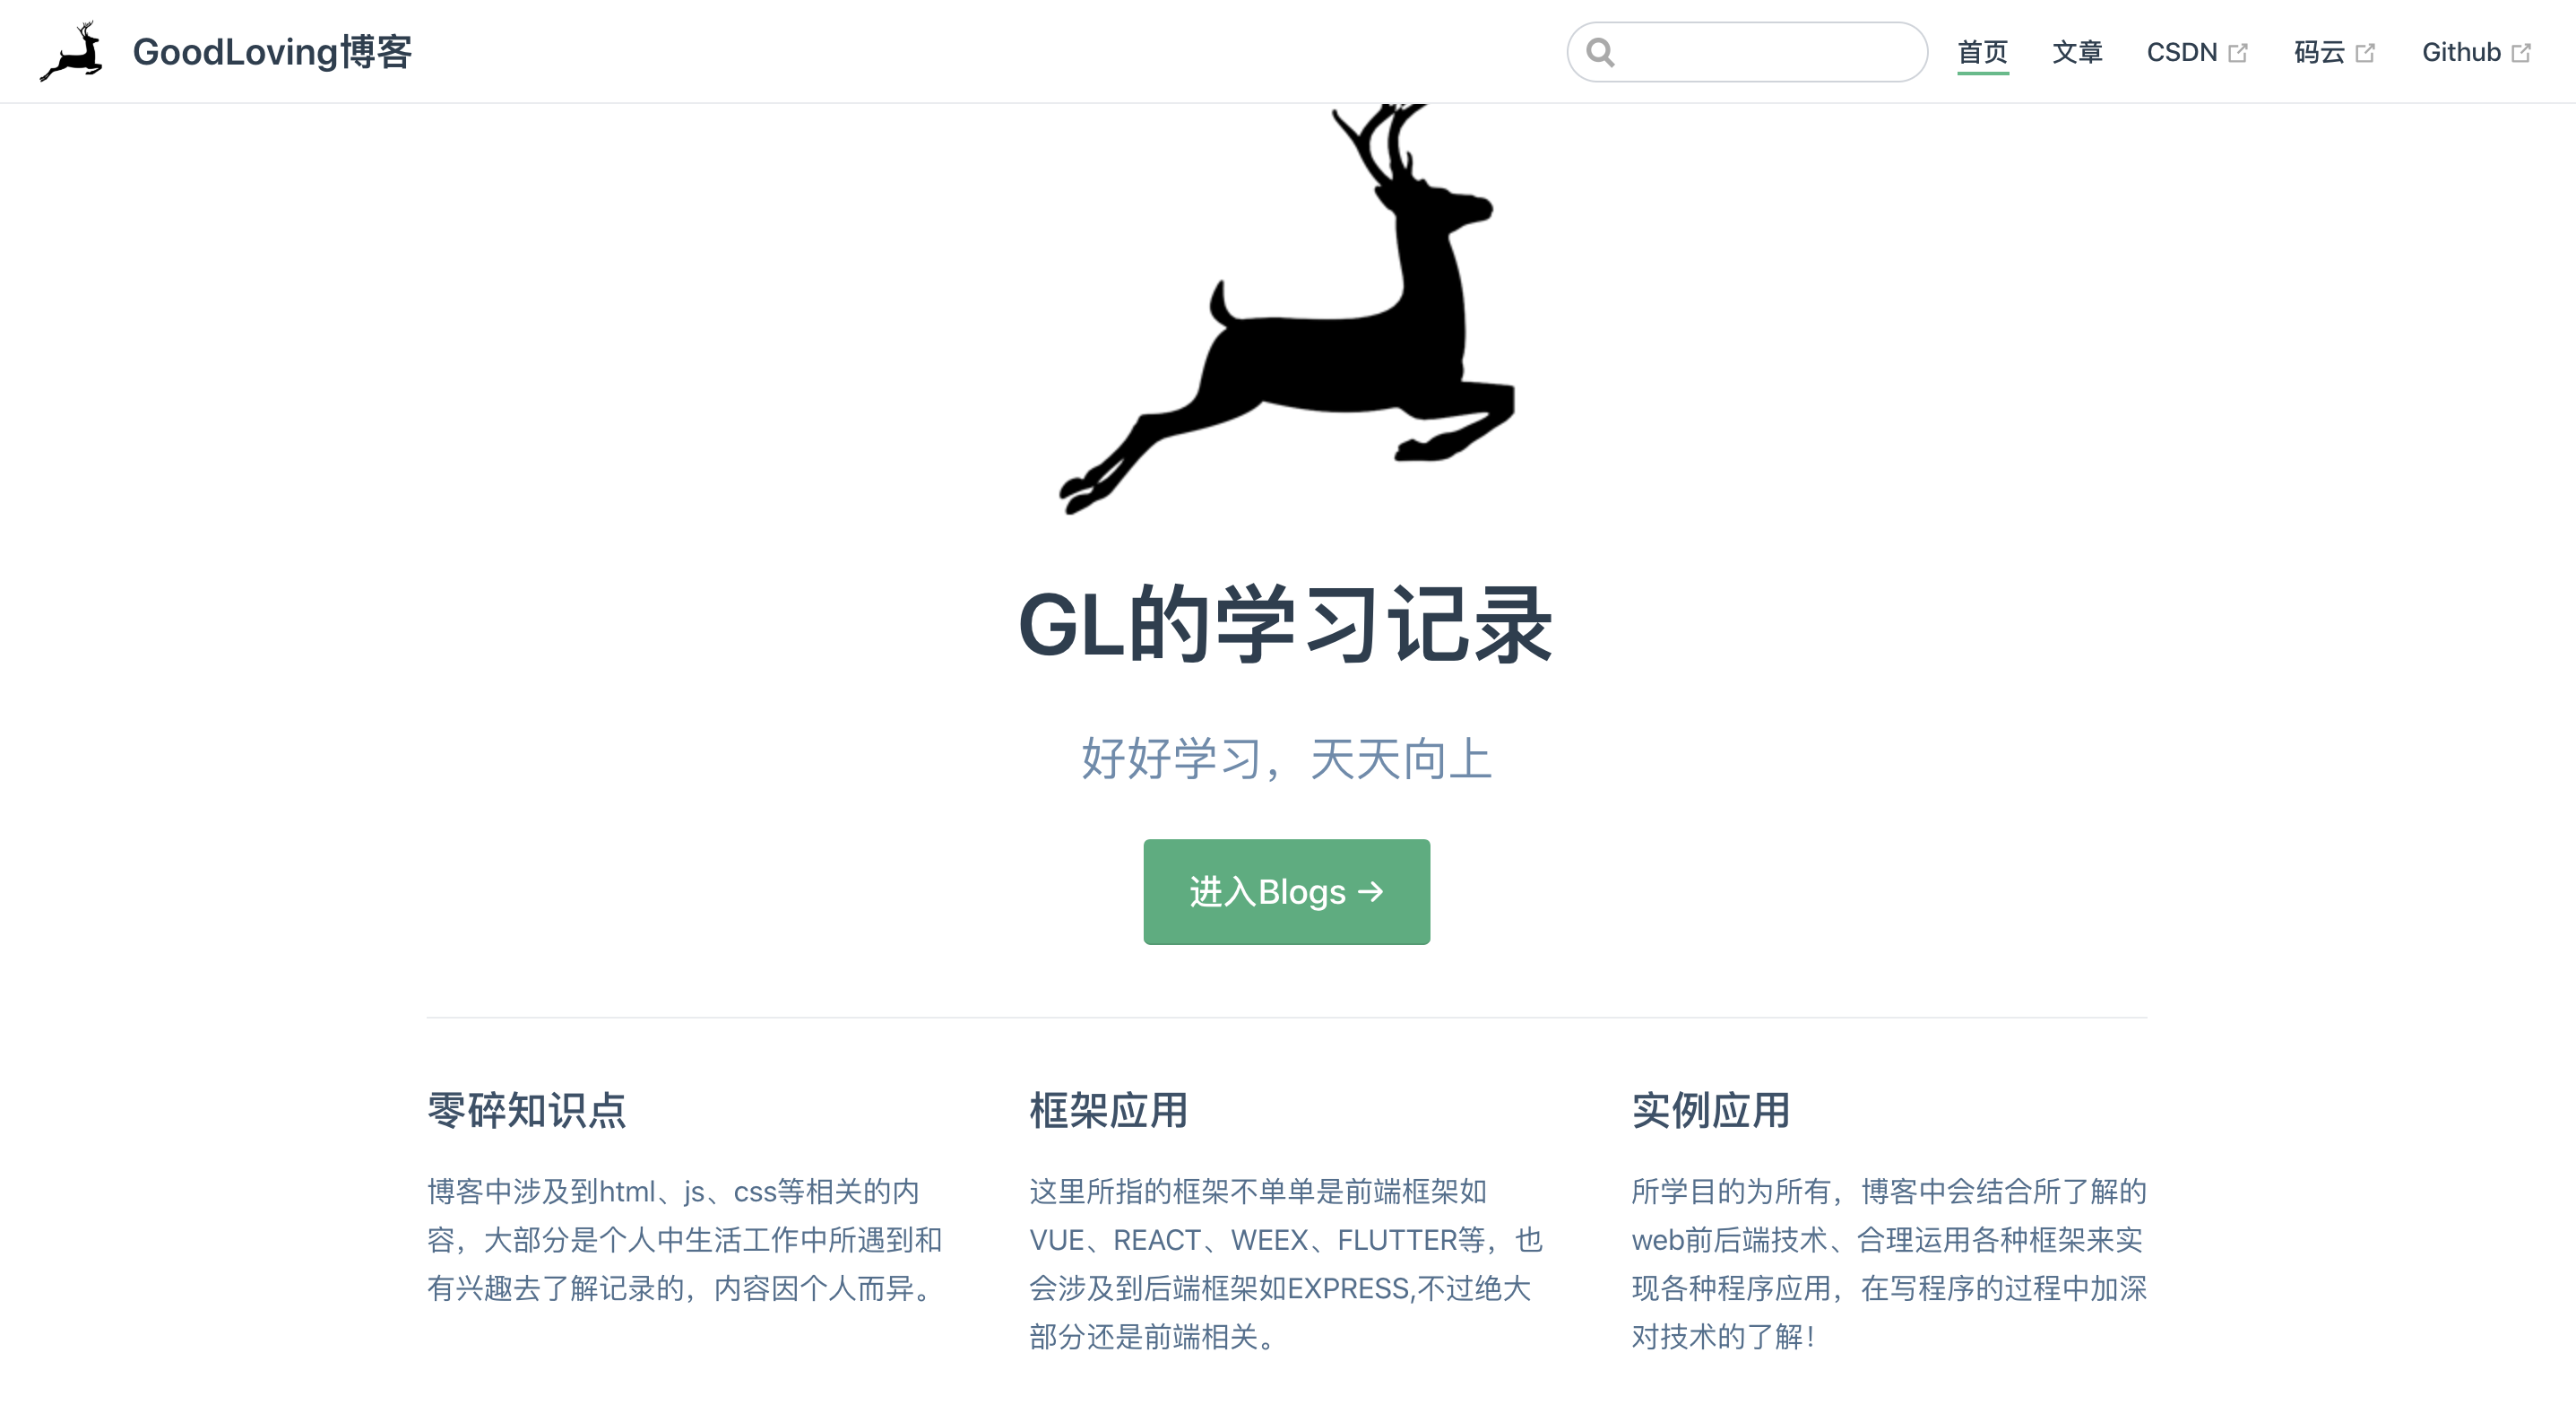 GoodLoving博客
首页 文章 CSDN 码云 Github
GL的学习记录
好好学习，天天向上
进入Blogs →
零碎知识点
博客中涉及到html、js、css等相关的内
容，大部分是个人中生活工作中所遇到和
有兴趣去了解记录的，内容因个人而异。
框架应用
这里所指的框架不单单是前端框架如
VUE、REACT、WEEX、FLUTTER等，也
会涉及到后端框架如EXPRESS,不过绝大
部分还是前端相关。
实例应用
所学目的为所有，博客中会结合所了解的
web前后端技术、合理运用各种框架来实
现各种程序应用，在写程序的过程中加深
对技术的了解！